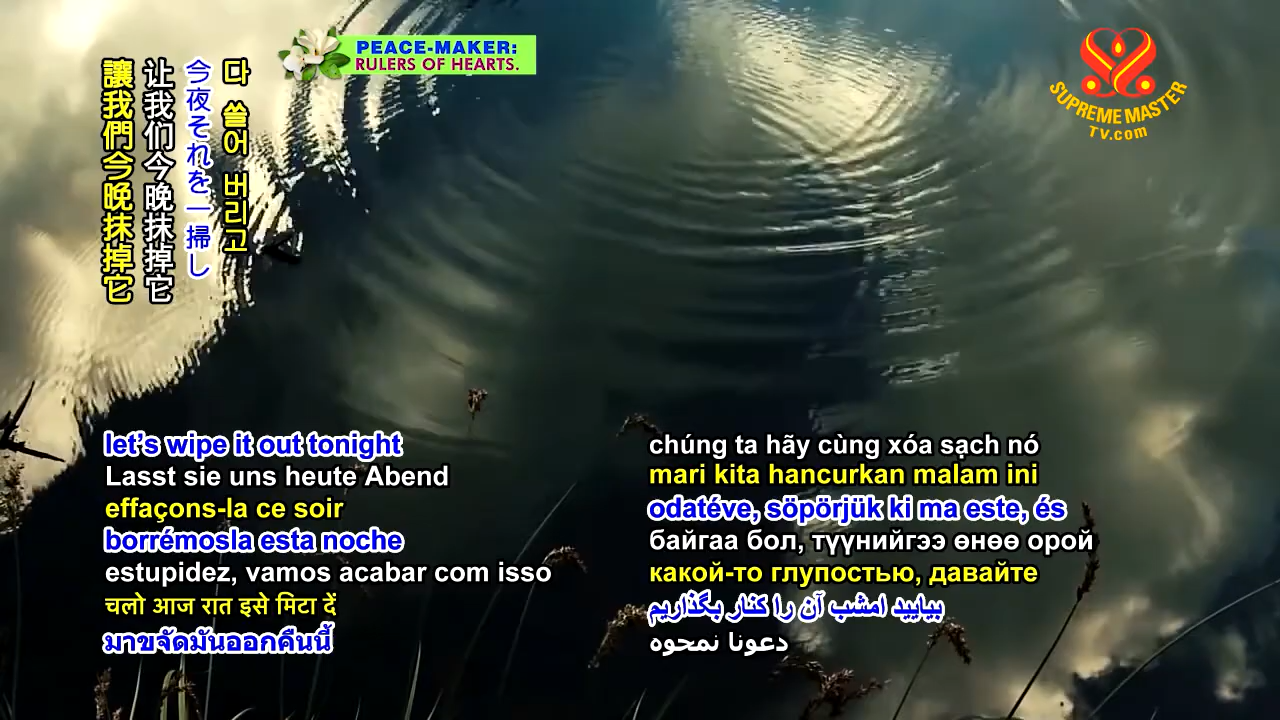 PEACE-MAKER:
RULERS OF HEARTS.
SUPREME MASTER
TV.com
다 쓸어 버리고
今夜それを一掃し
让我们今晚抹掉它
讓我們今晚抹掉它
let's wipe it out tonight
Lasst sie uns heute Abend
effaçons-la ce soir
borrémosla esta noche
estupidez, vamos acabar com isso
चलो आज रात इसे मिटा दें
มาขจัดมันออกคืนนี้
chúng ta hãy cùng xóa sạch nó
mari kita hancurkan malam ini
odatéve, söpörjük ki ma este, és
байгаа бол, түүнийгээ өнөө орой
какой-то глупостью, давайте
بیایید امشب آن را کنار بگذاریم
دعونا نمحوه